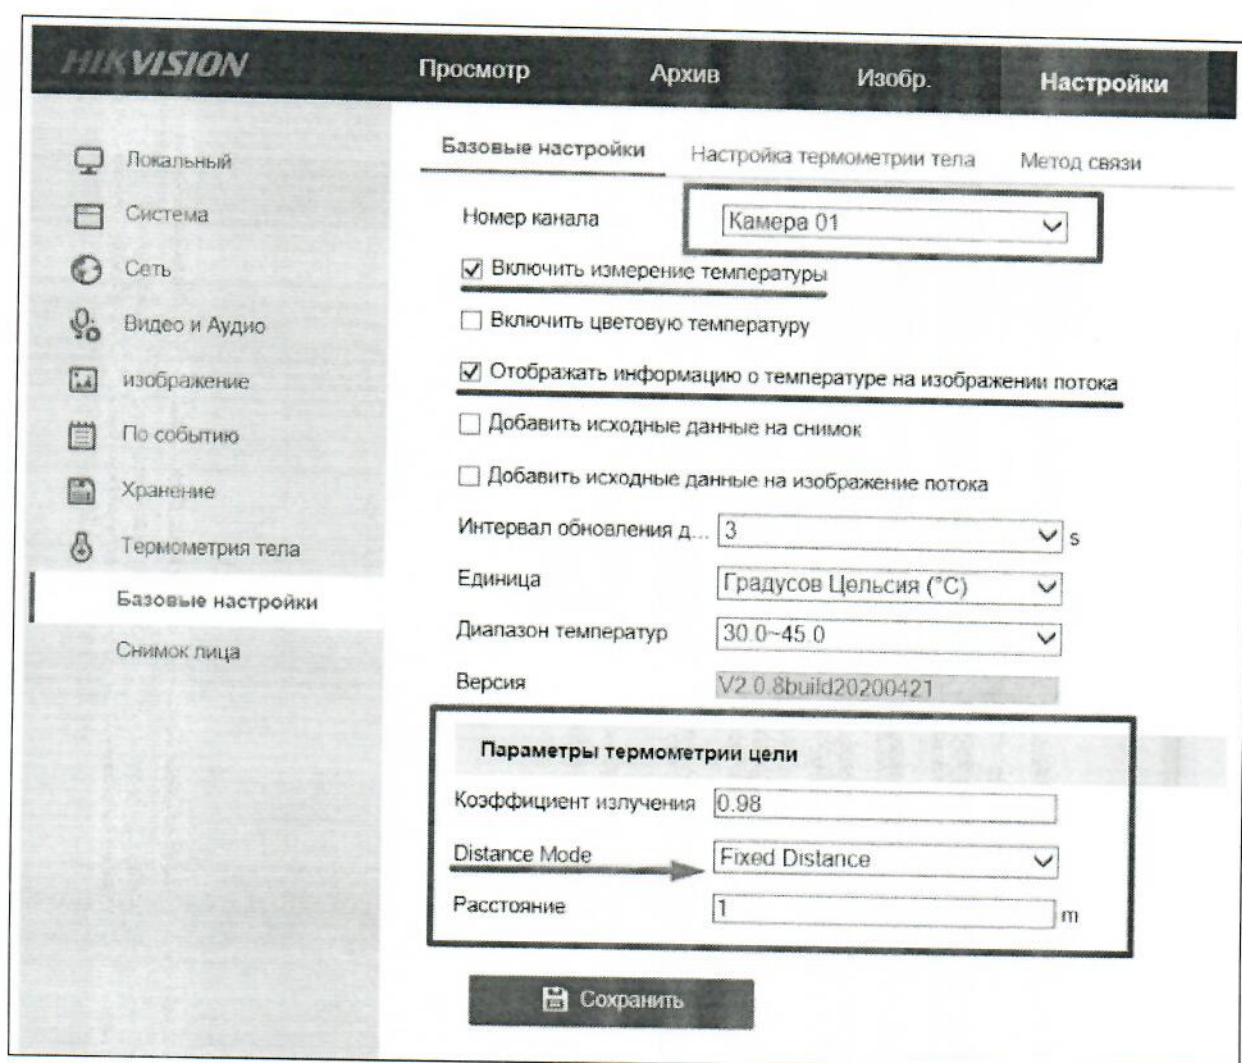 HIKVISION
Просмотр Архив Изобр. Настройки
Локальный
Система
Сеть
Видео и Аудио
изображение
По событию
Хранение
Термометрия тела
Базовые настройки
Снимок лица
Базовые настройки Настройка термометрии тела Метод связи
Номер канала Камера 01
Включить измерение температуры
Включить цветовую температуру
Отображать информацию о температуре на изображении потока
Добавить исходные данные на снимок
Добавить исходные данные на изображение потока
Интервал обновления д... 3 s
Единица Градусов Цельсия (°C)
Диапазон температур 30.0~45.0
Версия V2.0.8build20200421
Параметры термометрии цели
Коэффициент излучения 0.98
Distance Mode Fixed Distance
Расстояние 1 m
Сохранить